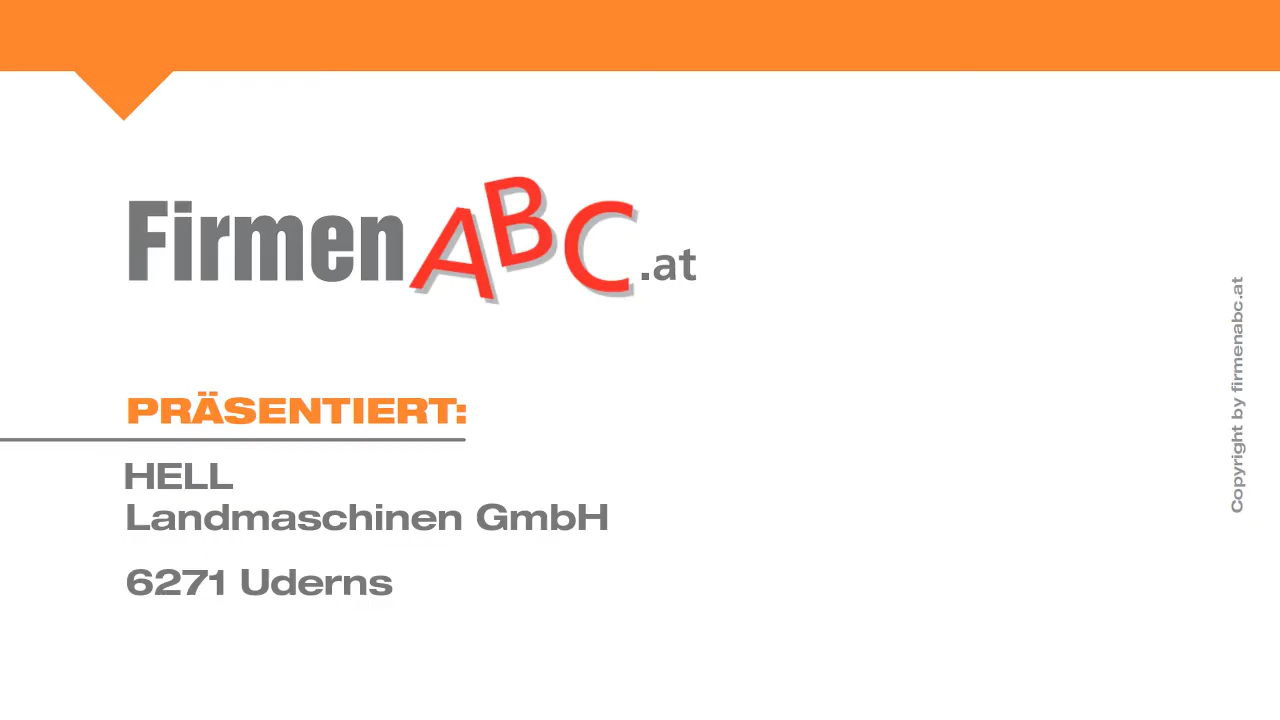 FirmenABC.at
PRÄSENTIERT:
HELL
Landmaschinen GmbH
6271 Uderns
Copyright by firmenabc.at